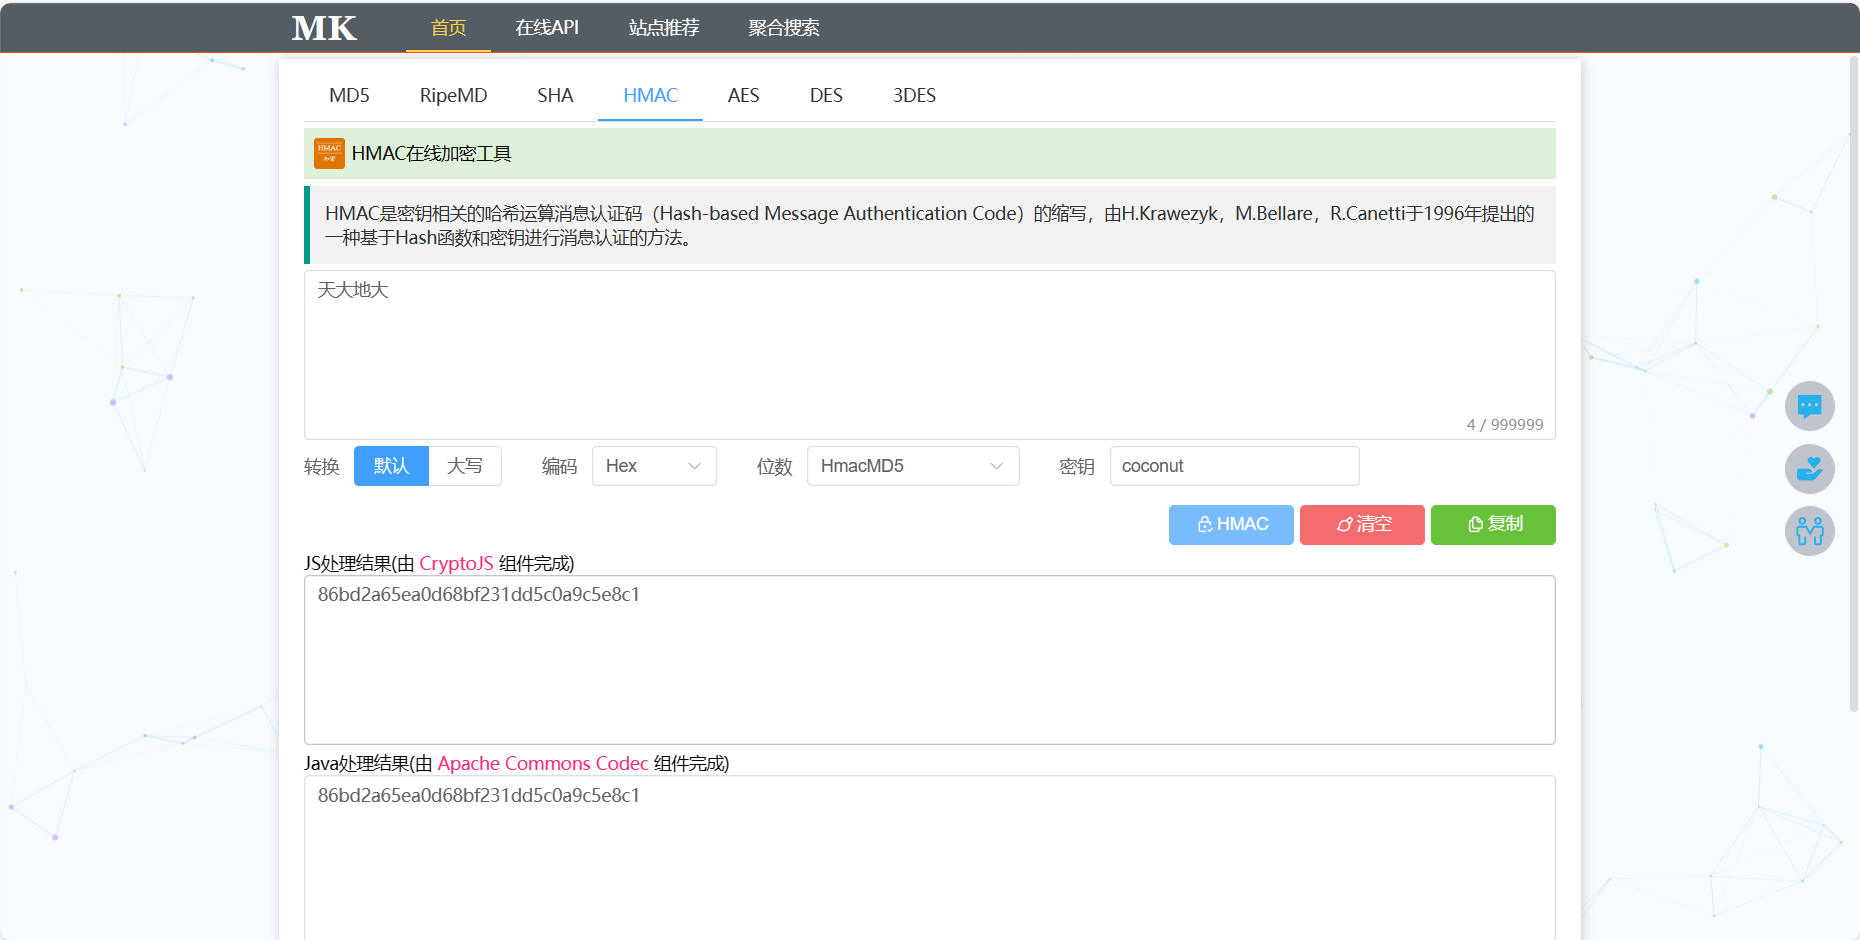 MK 首页 在线API 站点推荐 聚合搜索
MD5 RipeMD SHA HMAC AES DES 3DES
HMAC 加密 HMAC在线加密工具
HMAC是密钥相关的哈希运算消息认证码（Hash-based Message Authentication Code）的缩写，由H.Krawezyk，M.Bellare，R.Canetti于1996年提出的
一种基于Hash函数和密钥进行消息认证的方法。
天大地大
4 / 999999
转换 默认 大写 编码 Hex 位数 HmacMD5 密钥 coconut
HMAC 清空 复制
JS处理结果(由 CryptoJS 组件完成)
86bd2a65ea0d68bf231dd5c0a9c5e8c1
Java处理结果(由 Apache Commons Codec 组件完成)
86bd2a65ea0d68bf231dd5c0a9c5e8c1